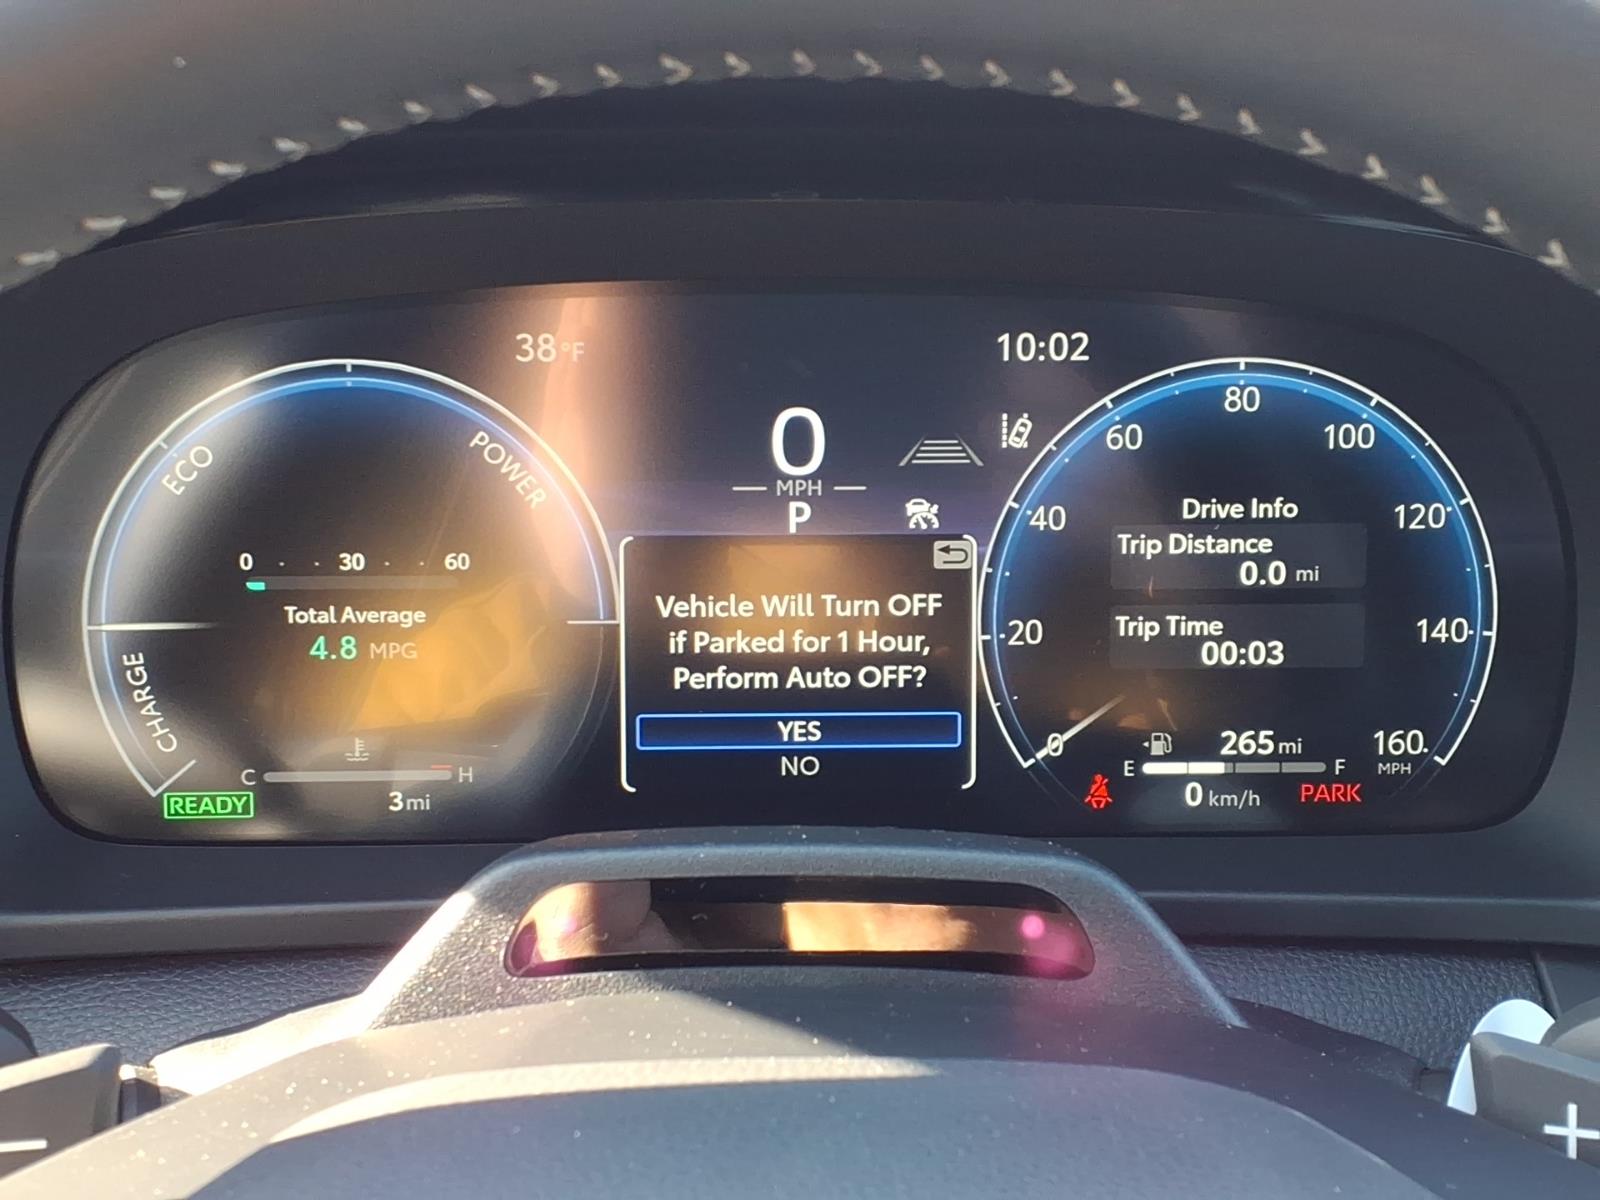 38°F
10:02
ECO
POWER
CHARGE
0 30 60
Total Average
4.8 MPG
C H
READY
3 mi
0
MPH
P
Vehicle Will Turn OFF
if Parked for 1 Hour,
Perform Auto OFF?
YES
NO
0
20
40
60
80
100
120
140
160
MPH
Drive Info
Trip Distance
0.0 mi
Trip Time
00:03
265 mi
E F
0 km/h
PARK
−
+